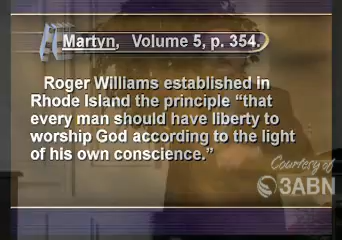 Martyn, Volume 5, p. 354.
Roger Williams established in
Rhode Island the principle “that
every man should have liberty to
worship God according to the light
of his own conscience.”
Courtesy of
3ABN